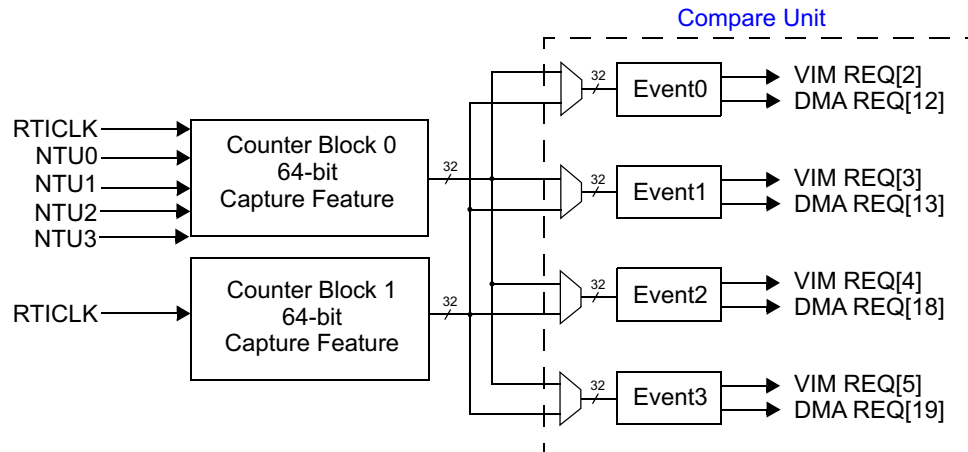 Compare Unit
32
Event0
VIM REQ[2]
DMA REQ[12]
RTICLK
NTU0
NTU1
NTU2
NTU3
Counter Block 0
64-bit
Capture Feature
32
32
Event1
VIM REQ[3]
DMA REQ[13]
RTICLK
Counter Block 1
64-bit
Capture Feature
32
32
Event2
VIM REQ[4]
DMA REQ[18]
32
Event3
VIM REQ[5]
DMA REQ[19]